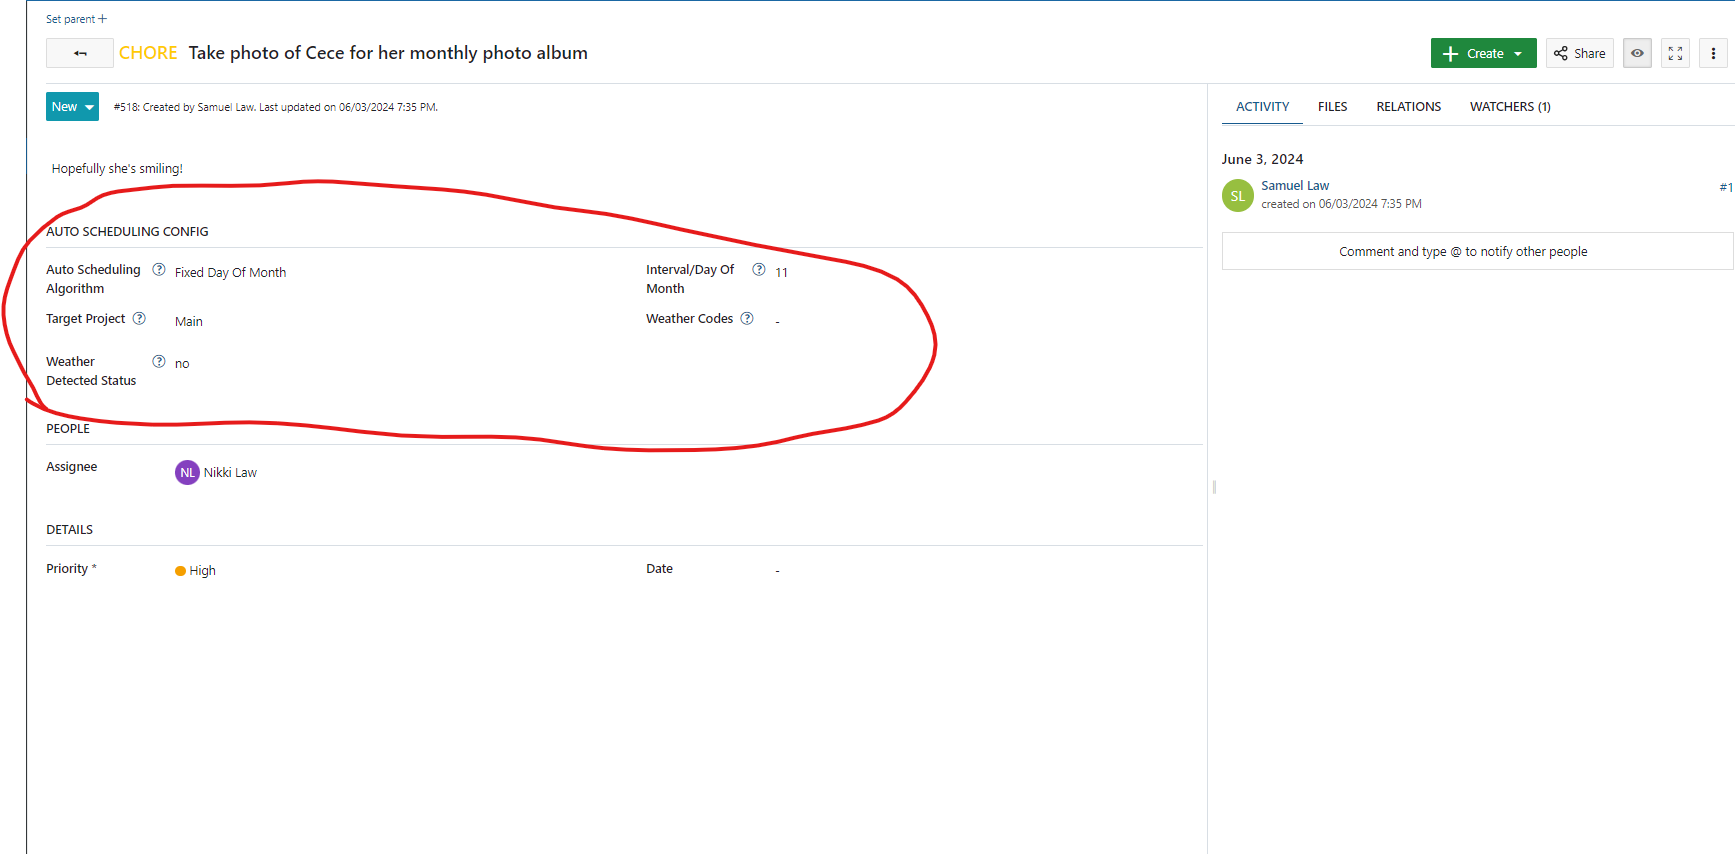 Set parent +
CHORE Take photo of Cece for her monthly photo album
Create Share
New #518: Created by Samuel Law. Last updated on 06/03/2024 7:35 PM.
ACTIVITY FILES RELATIONS WATCHERS (1)
Hopefully she's smiling!
June 3, 2024
SL Samuel Law #1
created on 06/03/2024 7:35 PM
Comment and type @ to notify other people
AUTO SCHEDULING CONFIG
Auto Scheduling Algorithm ? Fixed Day Of Month
Interval/Day Of Month ? 11
Target Project ? Main
Weather Codes ? -
Weather Detected Status ? no
PEOPLE
Assignee NL Nikki Law
DETAILS
Priority * High
Date -